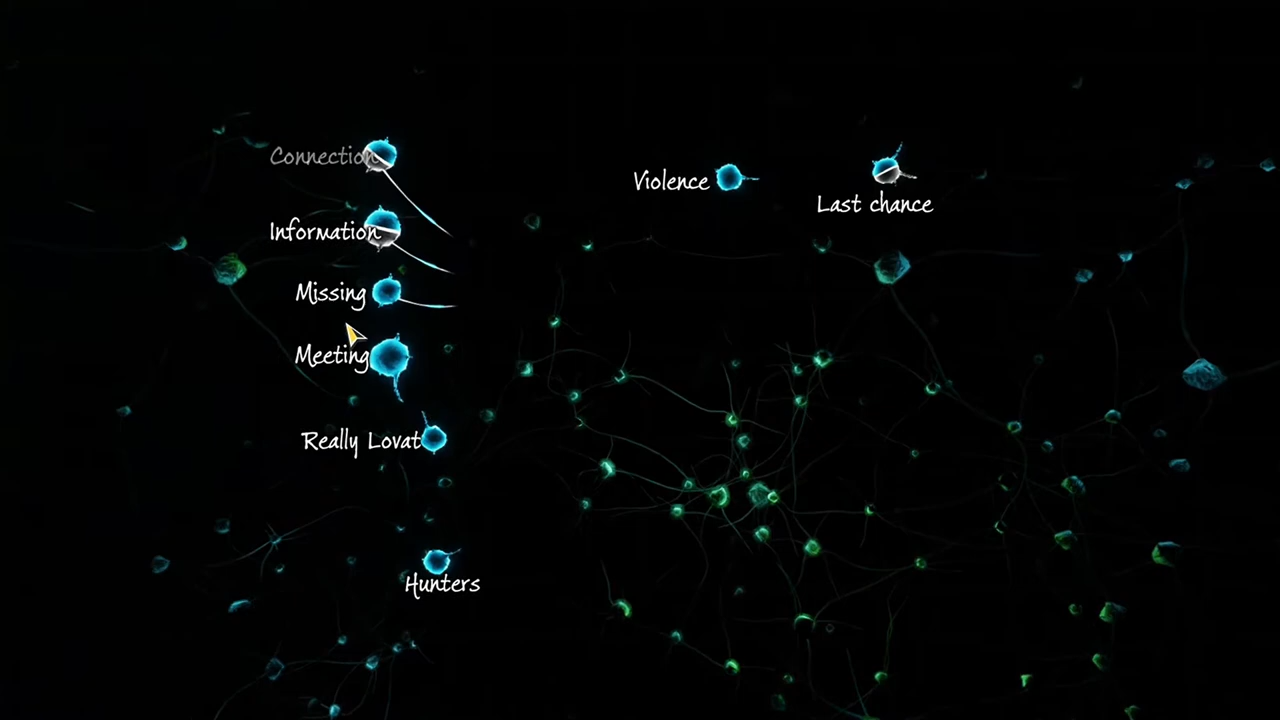 Connection
Violence
Last chance
Information
Missing
Meeting
Really Lovat
Hunters